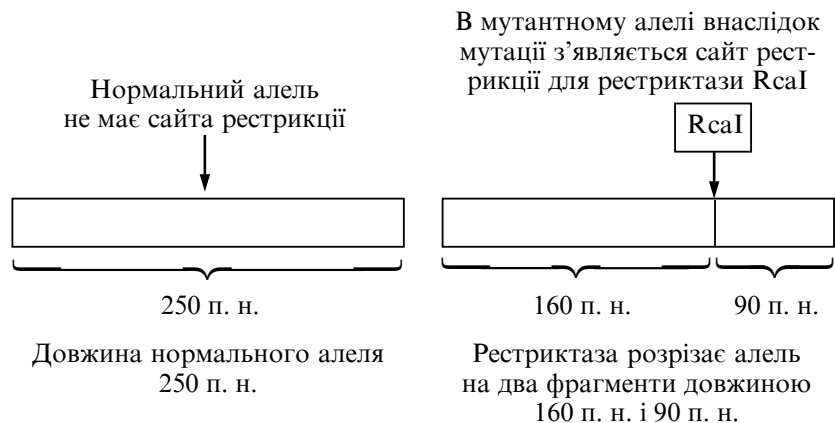 Нормальний алель
не має сайта рестрикції
250 п. н.
Довжина нормального алеля
250 п. н.
В мутантному алелі внаслідок
мутації з’являється сайт рест-
рикції для рестриктази RcaI
RcaI
160 п. н.
90 п. н.
Рестриктаза розрізає алель
на два фрагменти довжиною
160 п. н. і 90 п. н.